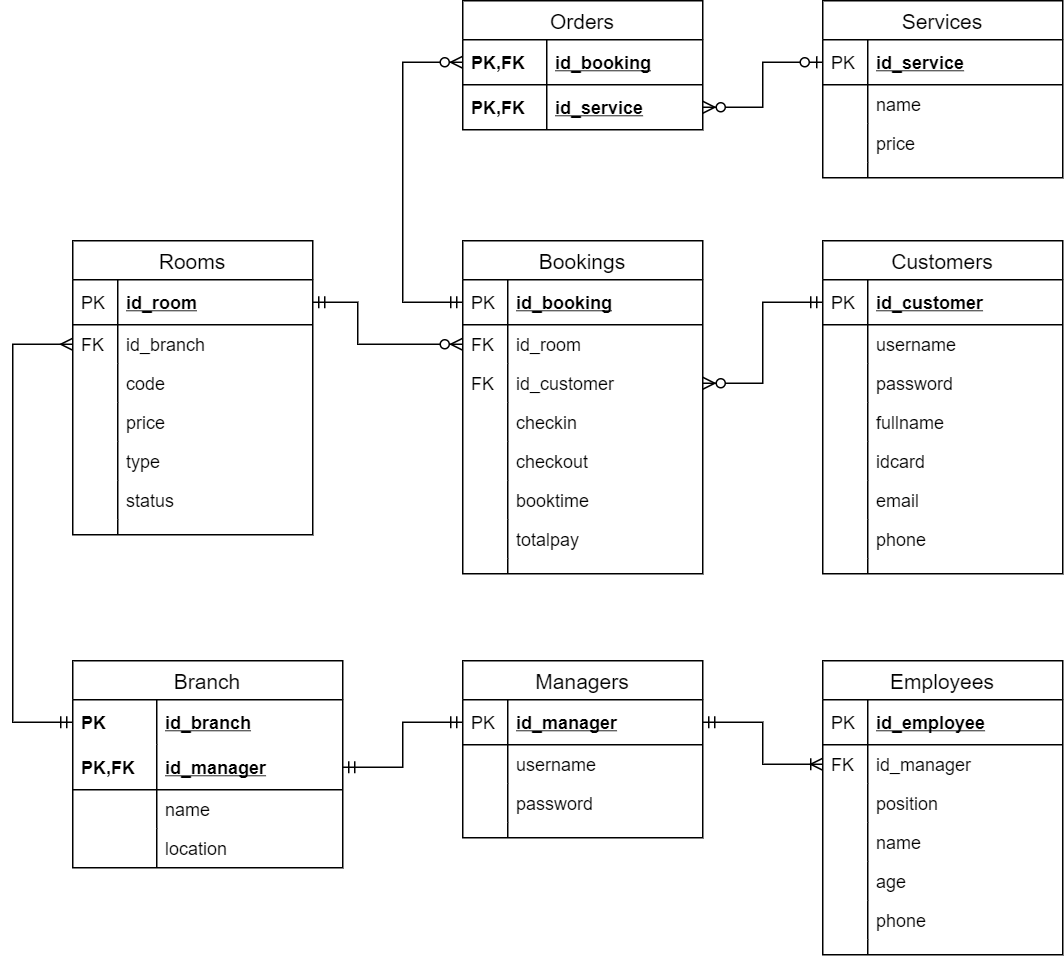 Orders
PK,FK id_booking
PK,FK id_service
Services
PK id_service
name
price
Rooms
PK id_room
FK id_branch
code
price
type
status
Bookings
PK id_booking
FK id_room
FK id_customer
checkin
checkout
booktime
totalpay
Customers
PK id_customer
username
password
fullname
idcard
email
phone
Branch
PK id_branch
PK,FK id_manager
name
location
Managers
PK id_manager
username
password
Employees
PK id_employee
FK id_manager
position
name
age
phone